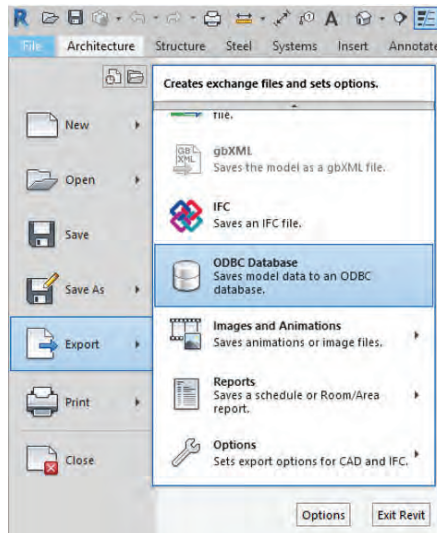 R A
File Architecture Structure Steel Systems Insert Annotate
Creates exchange files and sets options.
New
Open
Save
Save As
Export
Print
Close
file.
gbXML
Saves the model as a gbXML file.
IFC
Saves an IFC file.
ODBC Database
Saves model data to an ODBC
database.
Images and Animations
Saves animations or image files.
Reports
Saves a schedule or Room/Area
report.
Options
Sets export options for CAD and IFC.
Options Exit Revit